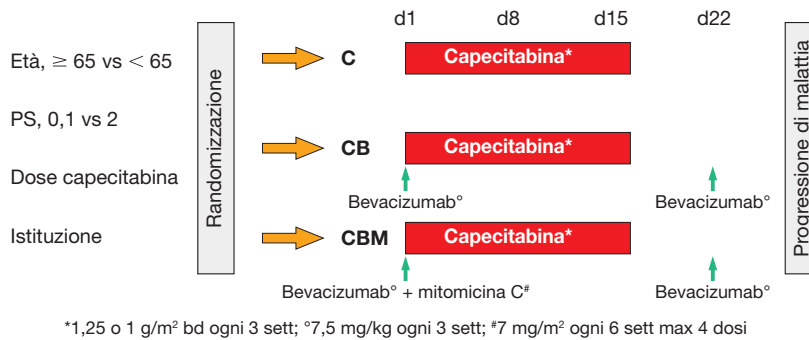 d1 d8 d15 d22
Età, ≥ 65 vs < 65
PS, 0,1 vs 2
Dose capecitabina
Istituzione
Randomizzazione
C Capecitabina*
CB Capecitabina*
Bevacizumab° Bevacizumab°
CBM Capecitabina*
Bevacizumab° + mitomicina C# Bevacizumab°
Progressione di malattia
*1,25 o 1 g/m² bd ogni 3 sett; °7,5 mg/kg ogni 3 sett; #7 mg/m² ogni 6 sett max 4 dosi